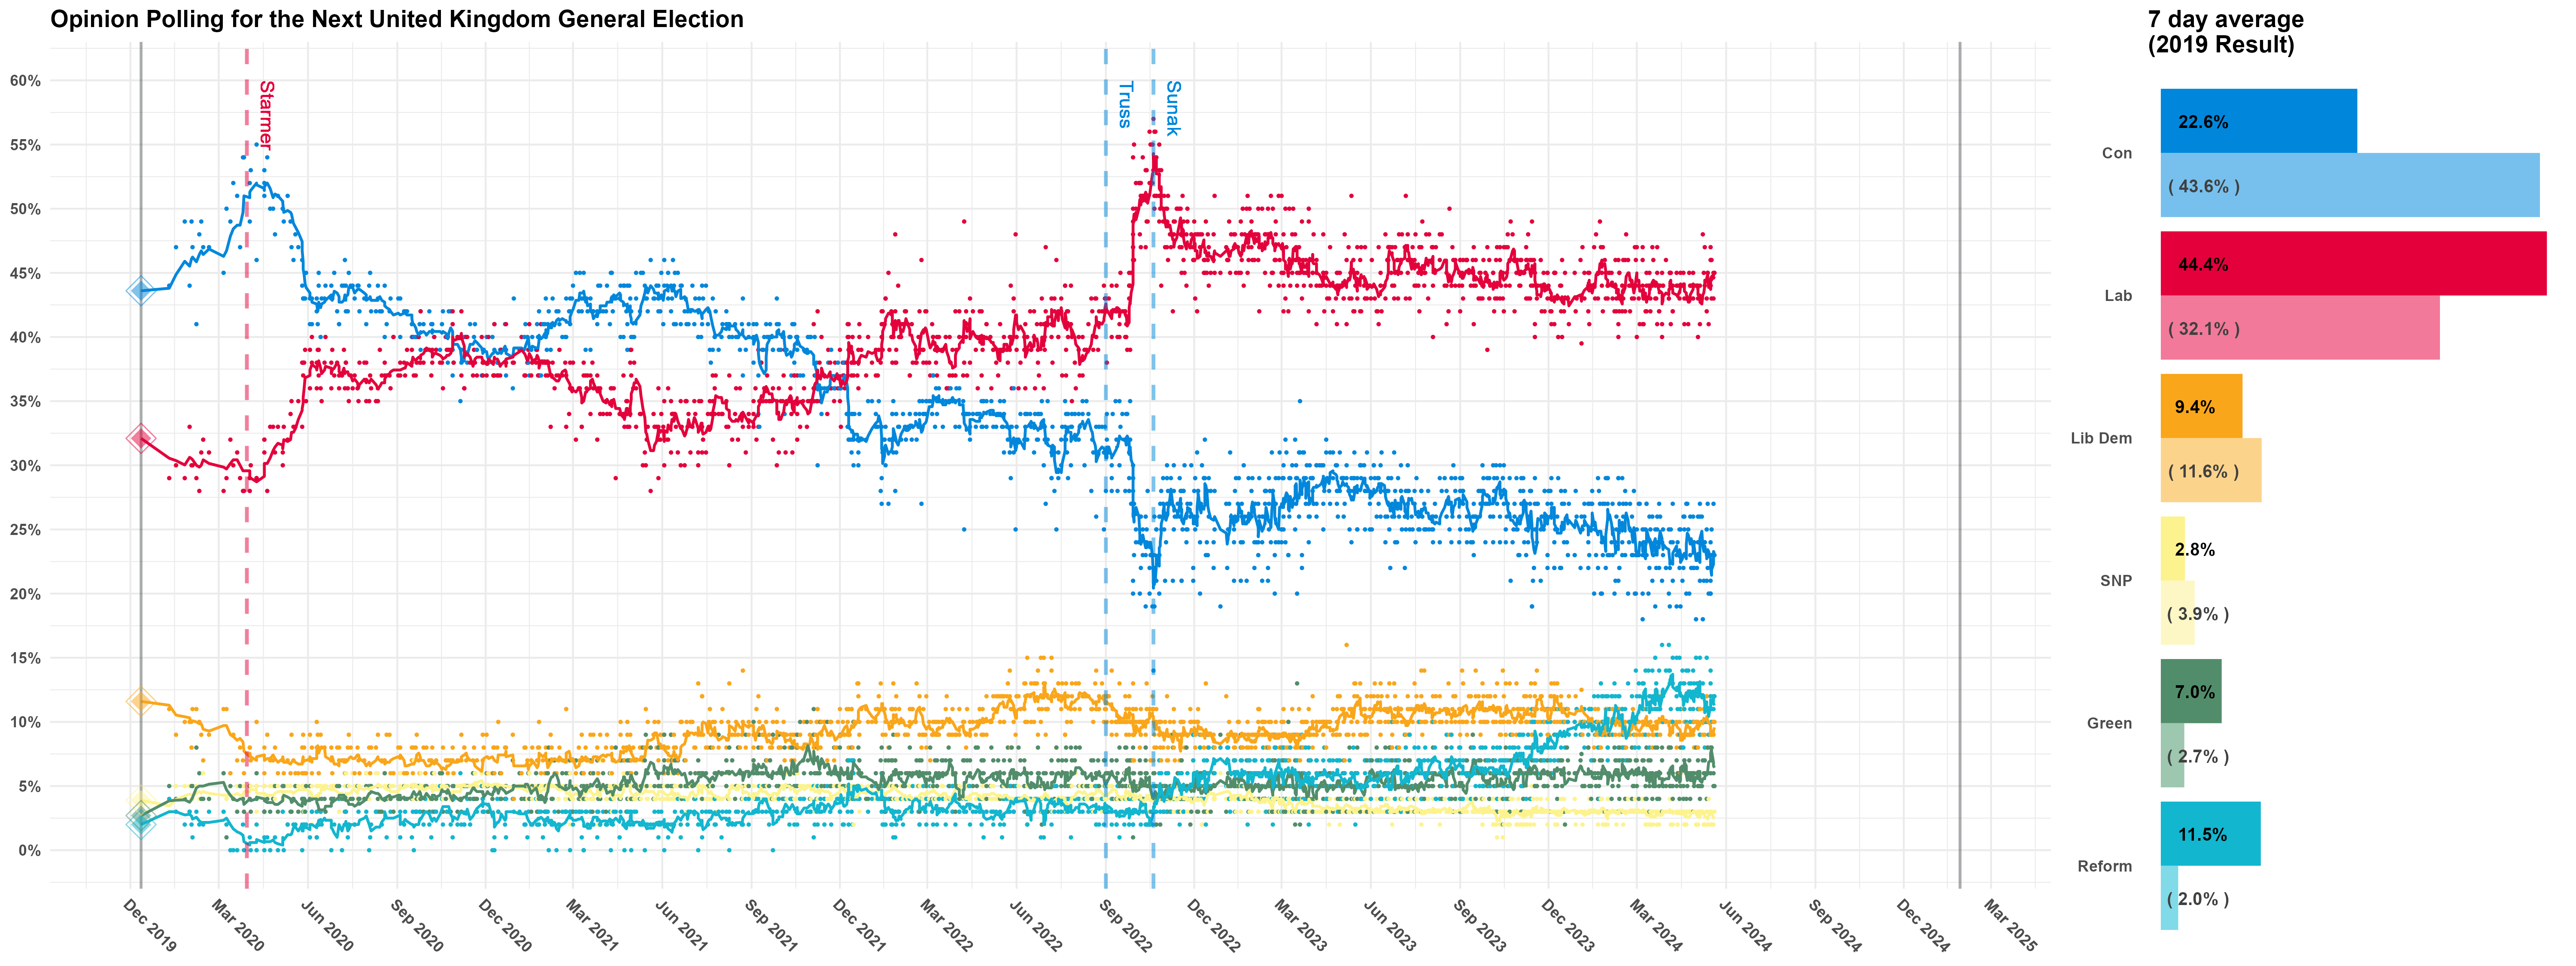 Opinion Polling for the Next United Kingdom General Election
7 day average
(2019 Result)
60%
55%
50%
45%
40%
35%
30%
25%
20%
15%
10%
5%
0%
Starmer
Truss
Sunak
Dec 2019
Mar 2020
Jun 2020
Sep 2020
Dec 2020
Mar 2021
Jun 2021
Sep 2021
Dec 2021
Mar 2022
Jun 2022
Sep 2022
Dec 2022
Mar 2023
Jun 2023
Sep 2023
Dec 2023
Mar 2024
Jun 2024
Sep 2024
Dec 2024
Mar 2025
Con
22.6%
( 43.6% )
Lab
44.4%
( 32.1% )
Lib Dem
9.4%
( 11.6% )
SNP
2.8%
( 3.9% )
Green
7.0%
( 2.7% )
Reform
11.5%
( 2.0% )